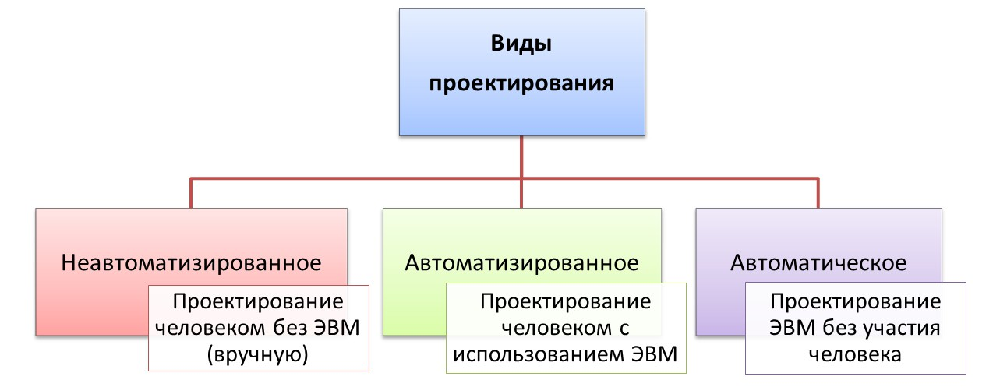 Виды
проектирования
Неавтоматизированное
Проектирование
человеком без ЭВМ
(вручную)
Автоматизированное
Проектирование
человеком с
использованием ЭВМ
Автоматическое
Проектирование
ЭВМ без участия
человека